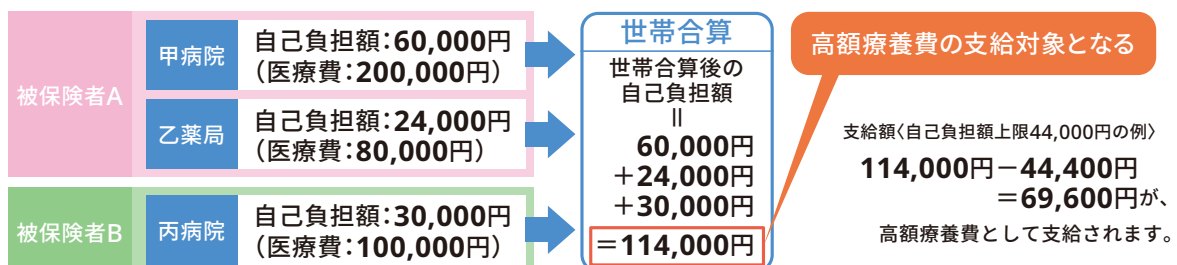 被保険者A
甲病院
自己負担額:60,000円
(医療費:200,000円)
乙薬局
自己負担額:24,000円
(医療費:80,000円)
被保険者B
丙病院
自己負担額:30,000円
(医療費:100,000円)
世帯合算
世帯合算後の
自己負担額
=
60,000円
+24,000円
+30,000円
=114,000円
高額療養費の支給対象となる
支給額〈自己負担額上限44,000円の例〉
114,000円-44,400円
=69,600円が、
高額療養費として支給されます。